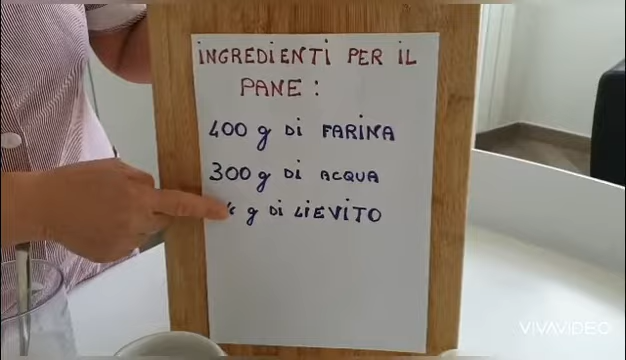 INGREDIENTI PER IL
PANE:
400 g di FARINA
300 g di ACQUA
g di LIEVITO
VIVAVIDEO